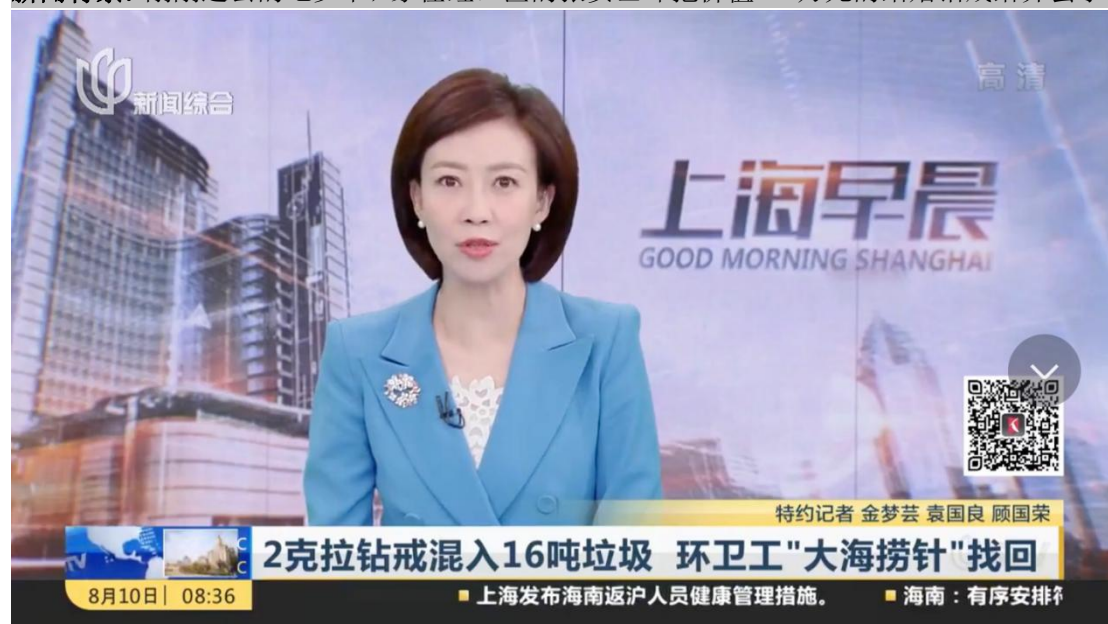 新闻综合
高清
上海早晨
GOOD MORNING SHANGHAI
特约记者 金梦芸 袁国良 顾国荣
2克拉钻戒混入16吨垃圾 环卫工"大海捞针"找回
8月10日| 08:36
上海发布海南返沪人员健康管理措施。
海南：有序安排